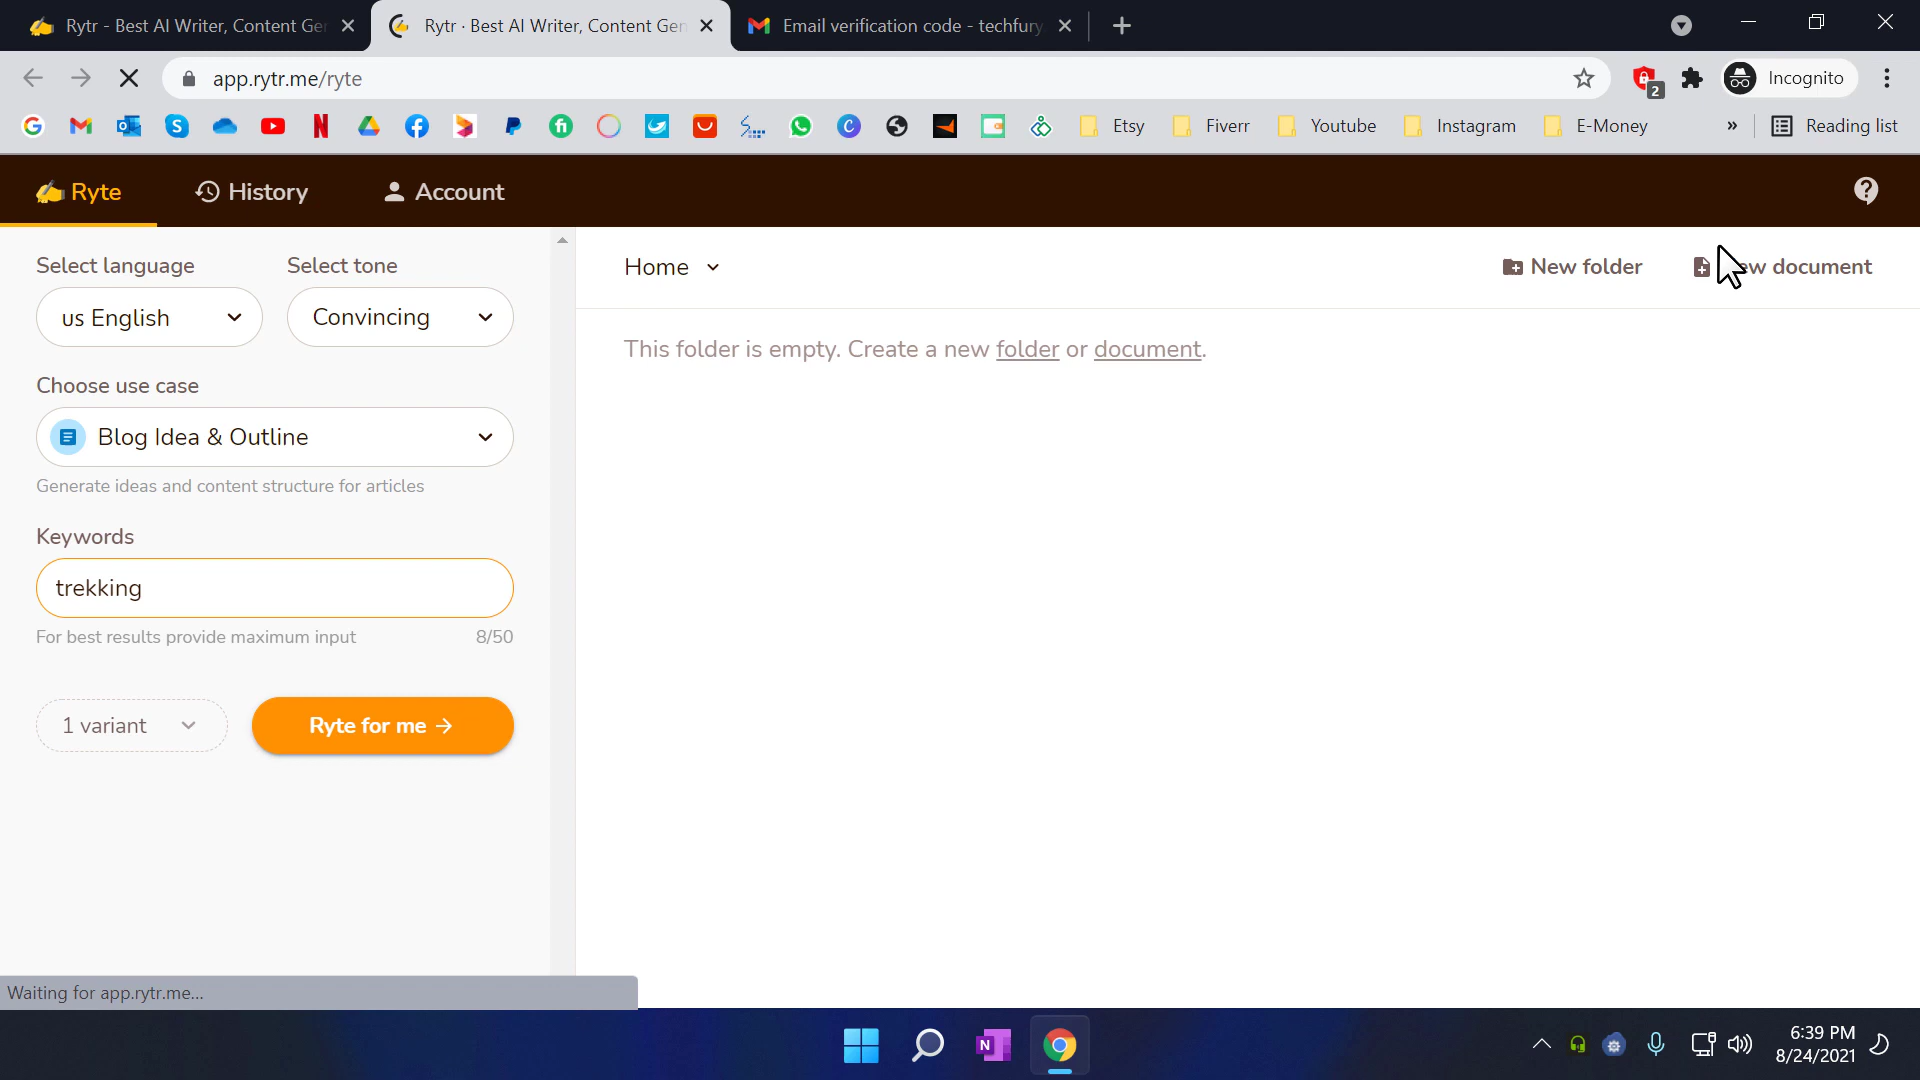 Rytr - Best AI Writer, Content Ger
Rytr · Best AI Writer, Content Gen
Email verification code - techfury
app.rytr.me/ryte
2
Incognito
Etsy
Fiverr
Youtube
Instagram
E-Money
»
Reading list
Ryte
History
Account
Select language
Select tone
us English
Convincing
Choose use case
Blog Idea & Outline
Generate ideas and content structure for articles
Keywords
trekking
For best results provide maximum input
8/50
1 variant
Ryte for me →
Home
New folder
document
This folder is empty. Create a new folder or document.
Waiting for app.rytr.me...
6:39 PM
8/24/2021